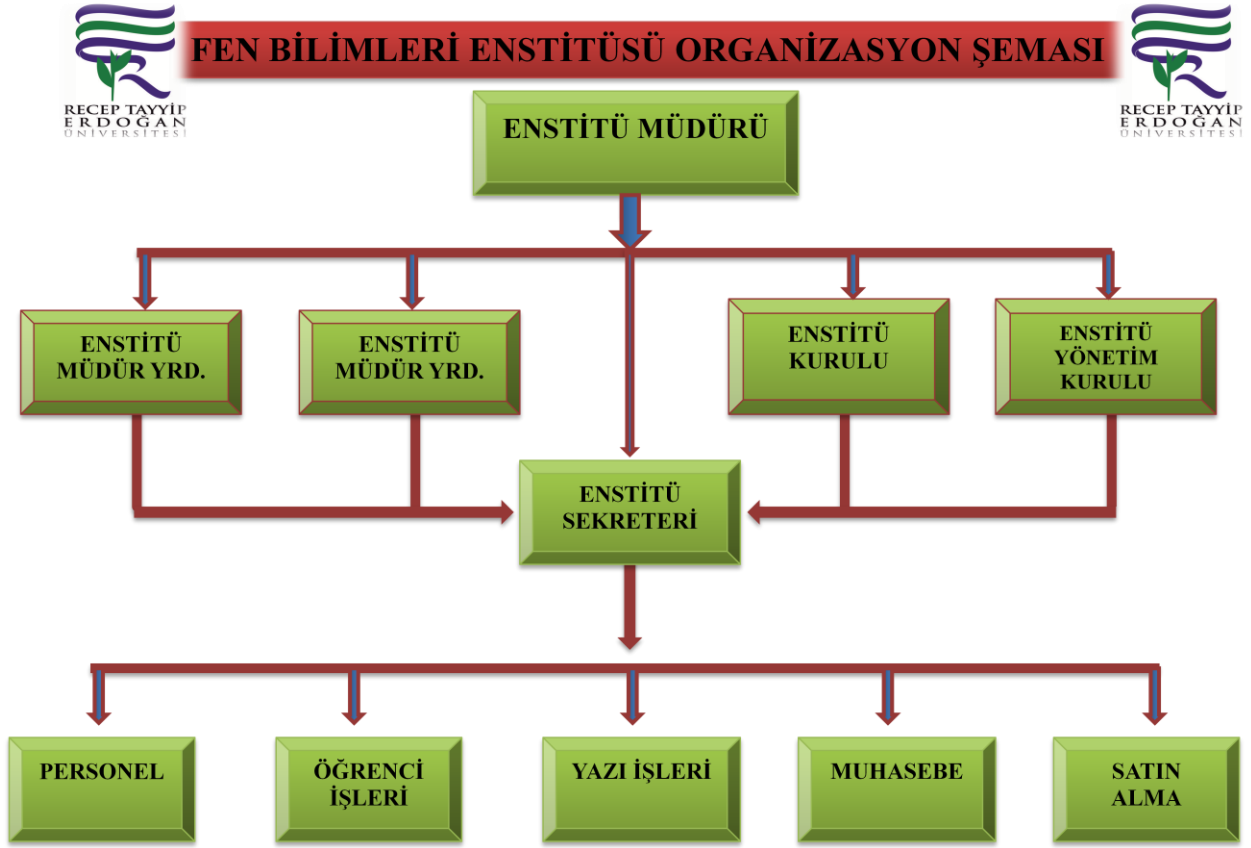 FEN BİLİMLERİ ENSTİTÜSÜ ORGANİZASYON ŞEMASI
RECEP TAYYİP
ERDOĞAN
ÜNİVERSİTESİ
RECEP TAYYİP
ERDOĞAN
ÜNİVERSİTESİ
ENSTİTÜ MÜDÜRÜ
ENSTİTÜ
MÜDÜR YRD.
ENSTİTÜ
MÜDÜR YRD.
ENSTİTÜ
KURULU
ENSTİTÜ
YÖNETİM
KURULU
ENSTİTÜ
SEKRETERİ
PERSONEL
ÖĞRENCİ
İŞLERİ
YAZI İŞLERİ
MUHASEBE
SATIN
ALMA